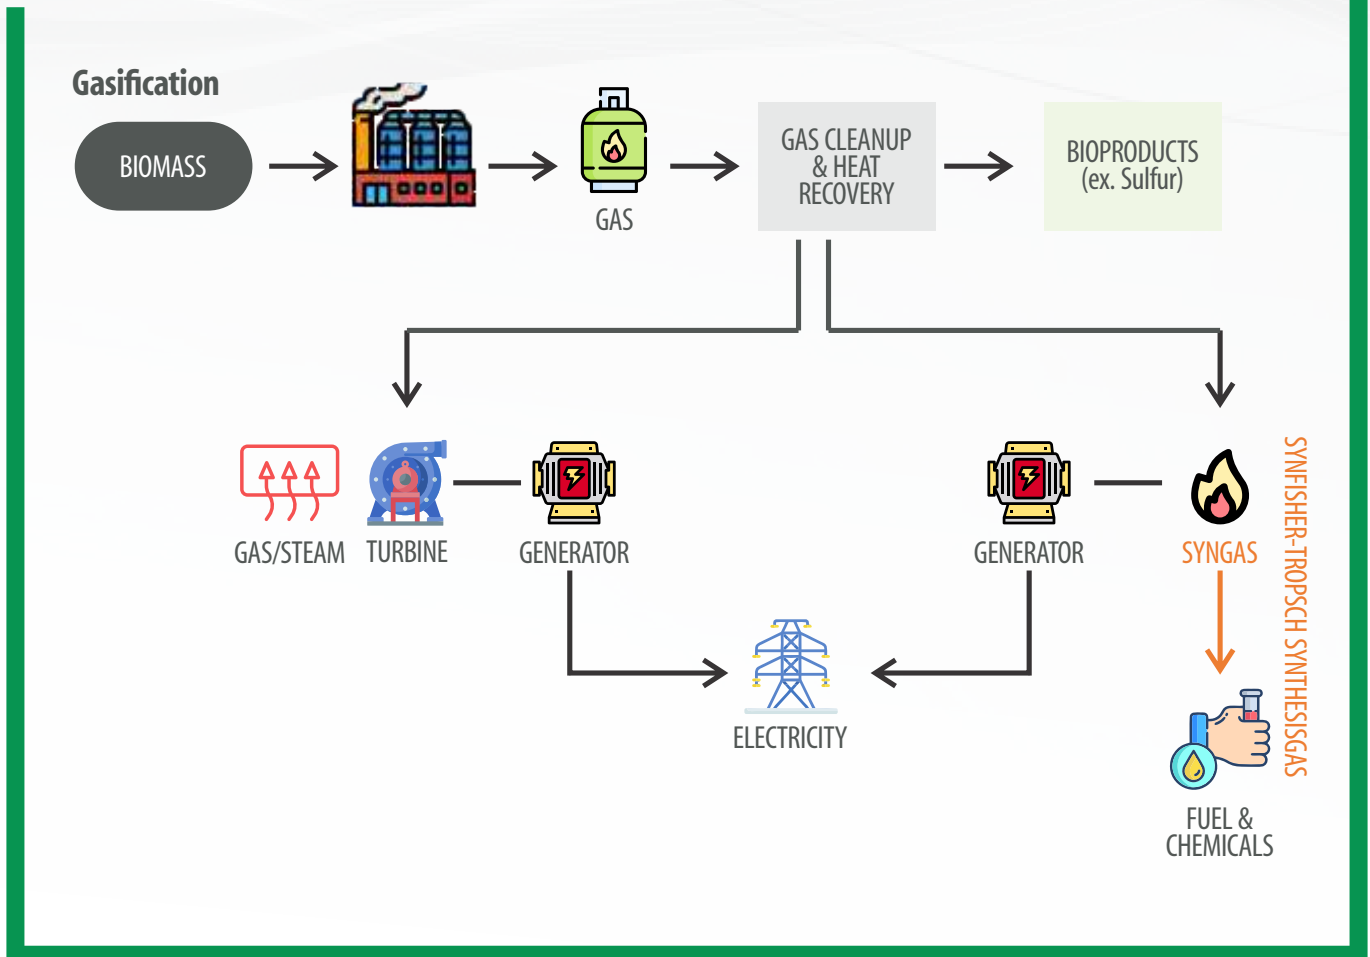 Gasification
BIOMASS
GAS
GAS CLEANUP
& HEAT
RECOVERY
BIOPRODUCTS
(ex. Sulfur)
GAS/STEAM
TURBINE
GENERATOR
GENERATOR
SYNGAS
SYNFISHER-TROPSCH SYNTHESISGAS
ELECTRICITY
FUEL &
CHEMICALS